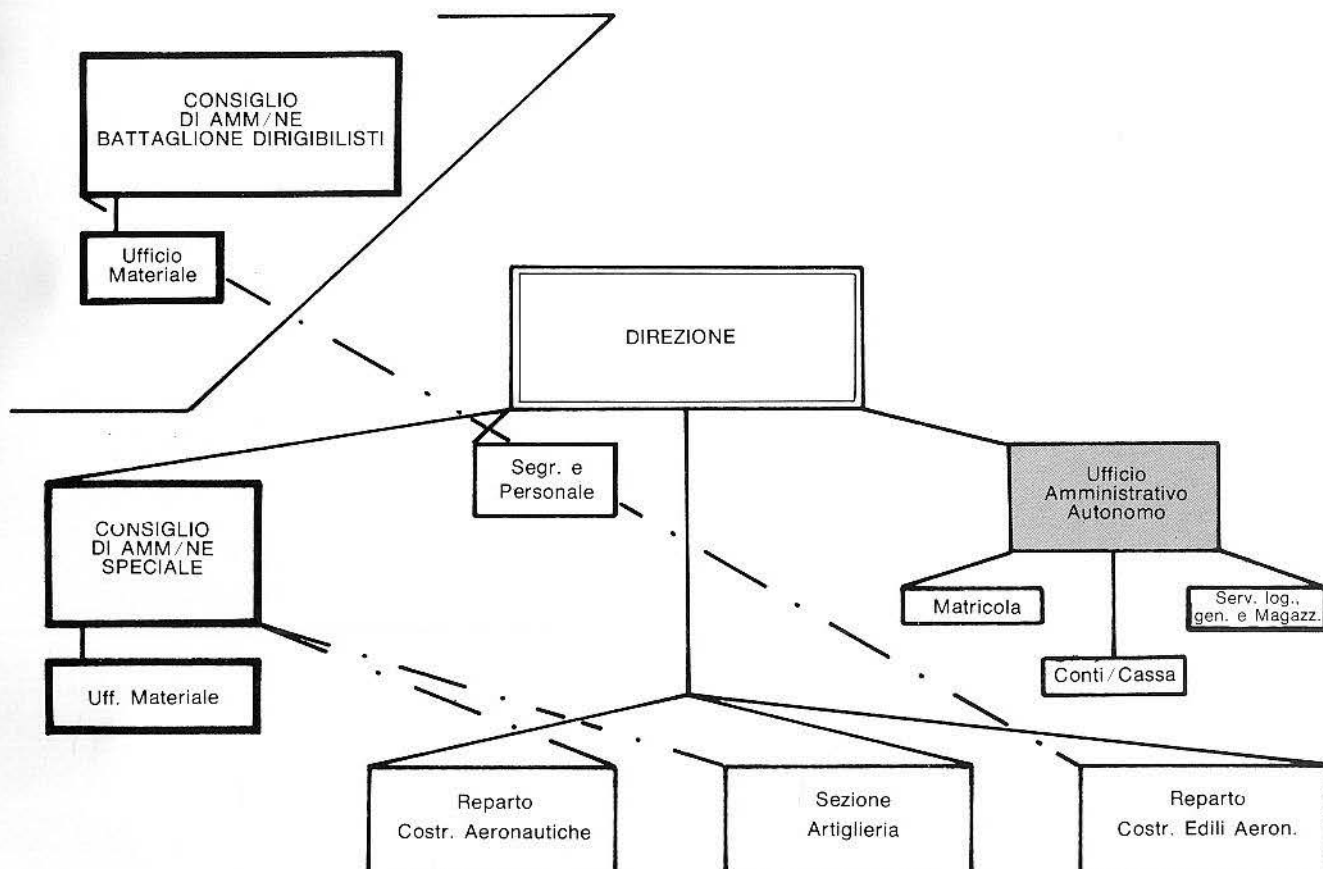 CONSIGLIO
DI AMM/NE
BATTAGLIONE DIRIGIBILISTI
Ufficio
Materiale
DIREZIONE
Segr. e
Personale
Ufficio
Amministrativo
Autonomo
CONSIGLIO
DI AMM/NE
SPECIALE
Matricola
Serv. log.,
gen. e Magazz.
Conti/Cassa
Uff. Materiale
Reparto
Costr. Aeronautiche
Sezione
Artiglieria
Reparto
Costr. Edili Aeron.